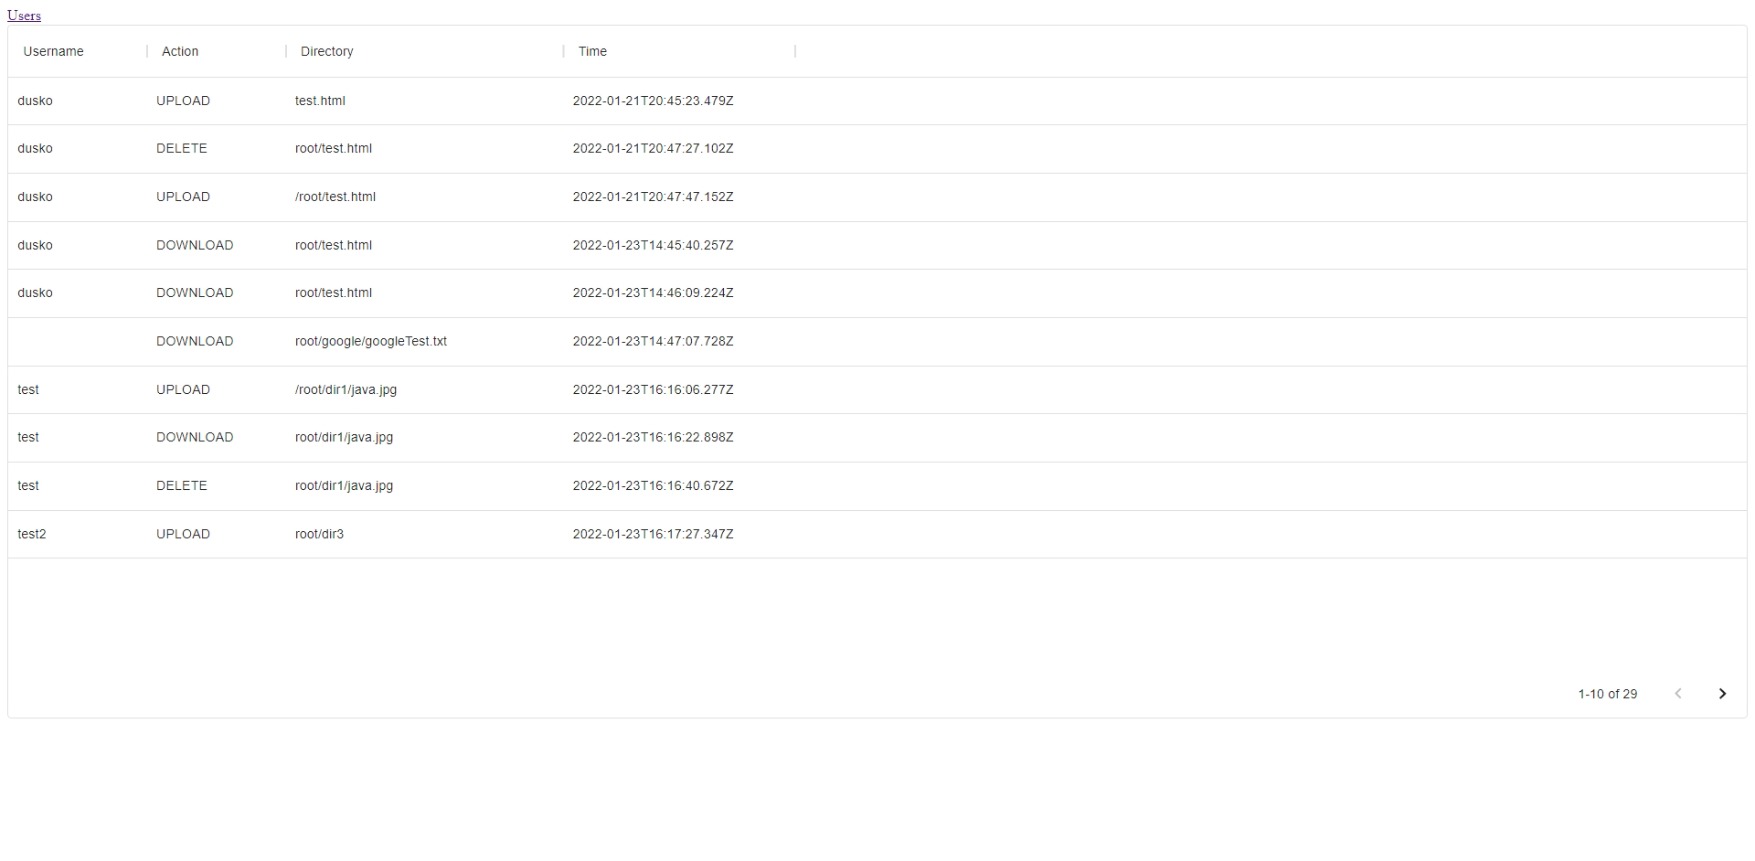 Users
Username Action Directory Time
dusko UPLOAD test.html 2022-01-21T20:45:23.479Z
dusko DELETE root/test.html 2022-01-21T20:47:27.102Z
dusko UPLOAD /root/test.html 2022-01-21T20:47:47.152Z
dusko DOWNLOAD root/test.html 2022-01-23T14:45:40.257Z
dusko DOWNLOAD root/test.html 2022-01-23T14:46:09.224Z
DOWNLOAD root/google/googleTest.txt 2022-01-23T14:47:07.728Z
test UPLOAD /root/dir1/java.jpg 2022-01-23T16:16:06.277Z
test DOWNLOAD root/dir1/java.jpg 2022-01-23T16:16:22.898Z
test DELETE root/dir1/java.jpg 2022-01-23T16:16:40.672Z
test2 UPLOAD root/dir3 2022-01-23T16:17:27.347Z
1-10 of 29